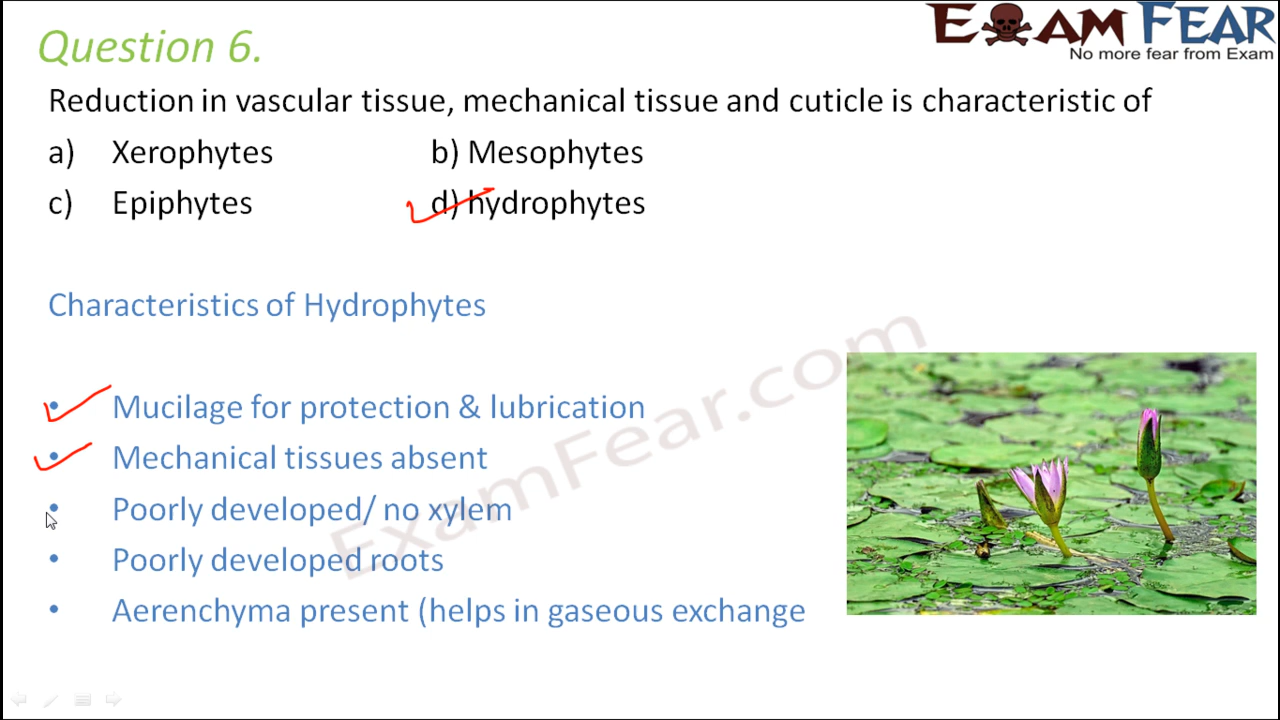 Question 6.
EXAM FEAR
No more fear from Exam
Reduction in vascular tissue, mechanical tissue and cuticle is characteristic of
a) Xerophytes b) Mesophytes
c) Epiphytes d) hydrophytes
Characteristics of Hydrophytes
• Mucilage for protection & lubrication
• Mechanical tissues absent
• Poorly developed/ no xylem
• Poorly developed roots
• Aerenchyma present (helps in gaseous exchange
ExamFear.com